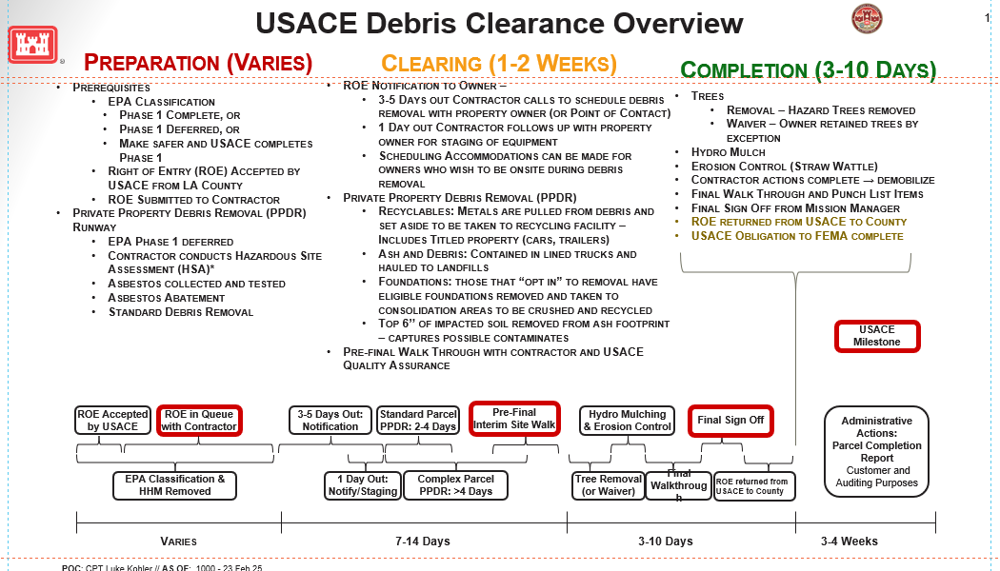 USACE Debris Clearance Overview
1
PREPARATION (VARIES)
• PREREQUISITES
• EPA CLASSIFICATION
• PHASE 1 COMPLETE, OR
• PHASE 1 DEFERRED, OR
• MAKE SAFER AND USACE COMPLETES
PHASE 1
• RIGHT OF ENTRY (ROE) ACCEPTED BY
USACE FROM LA COUNTY
• ROE SUBMITTED TO CONTRACTOR
• PRIVATE PROPERTY DEBRIS REMOVAL (PPDR)
RUNWAY
• EPA PHASE 1 DEFERRED
• CONTRACTOR CONDUCTS HAZARDOUS SITE
ASSESSMENT (HSA)*
• ASBESTOS COLLECTED AND TESTED
• ASBESTOS ABATEMENT
• STANDARD DEBRIS REMOVAL
CLEARING (1-2 WEEKS)
• ROE NOTIFICATION TO OWNER –
• 3-5 DAYS OUT CONTRACTOR CALLS TO SCHEDULE DEBRIS
REMOVAL WITH PROPERTY OWNER (OR POINT OF CONTACT)
• 1 DAY OUT CONTRACTOR FOLLOWS UP WITH PROPERTY
OWNER FOR STAGING OF EQUIPMENT
• SCHEDULING ACCOMMODATIONS CAN BE MADE FOR
OWNERS WHO WISH TO BE ONSITE DURING DEBRIS
REMOVAL
• PRIVATE PROPERTY DEBRIS REMOVAL (PPDR)
• RECYCLABLES: METALS ARE PULLED FROM DEBRIS AND
SET ASIDE TO BE TAKEN TO RECYCLING FACILITY –
INCLUDES TITLED PROPERTY (CARS, TRAILERS)
• ASH AND DEBRIS: CONTAINED IN LINED TRUCKS AND
HAULED TO LANDFILLS
• FOUNDATIONS: THOSE THAT “OPT IN” TO REMOVAL HAVE
ELIGIBLE FOUNDATIONS REMOVED AND TAKEN TO
CONSOLIDATION AREAS TO BE CRUSHED AND RECYCLED
• TOP 6” OF IMPACTED SOIL REMOVED FROM ASH FOOTPRINT
– CAPTURES POSSIBLE CONTAMINATES
• PRE-FINAL WALK THROUGH WITH CONTRACTOR AND USACE
QUALITY ASSURANCE
COMPLETION (3-10 DAYS)
• TREES
• REMOVAL – HAZARD TREES REMOVED
• WAIVER – OWNER RETAINED TREES BY
EXCEPTION
• HYDRO MULCH
• EROSION CONTROL (STRAW WATTLE)
• CONTRACTOR ACTIONS COMPLETE → DEMOBILIZE
• FINAL WALK THROUGH AND PUNCH LIST ITEMS
• FINAL SIGN OFF FROM MISSION MANAGER
• ROE RETURNED FROM USACE TO COUNTY
• USACE OBLIGATION TO FEMA COMPLETE
USACE
Milestone
ROE Accepted
by USACE
ROE in Queue
with Contractor
EPA Classification &
HHM Removed
3-5 Days Out:
Notification
Standard Parcel
PPDR: 2-4 Days
Pre-Final
Interim Site Walk
1 Day Out:
Notify/Staging
Complex Parcel
PPDR: >4 Days
Hydro Mulching
& Erosion Control
Final Sign Off
Tree Removal
(or Waiver)
Final
Walkthroug
h
ROE returned from
USACE to County
Administrative
Actions:
Parcel Completion
Report
Customer and
Auditing Purposes
VARIES
7-14 Days
3-10 Days
3-4 Weeks
POC: CPT Luke Kohler // AS OF: 1000 - 23 Feb 25